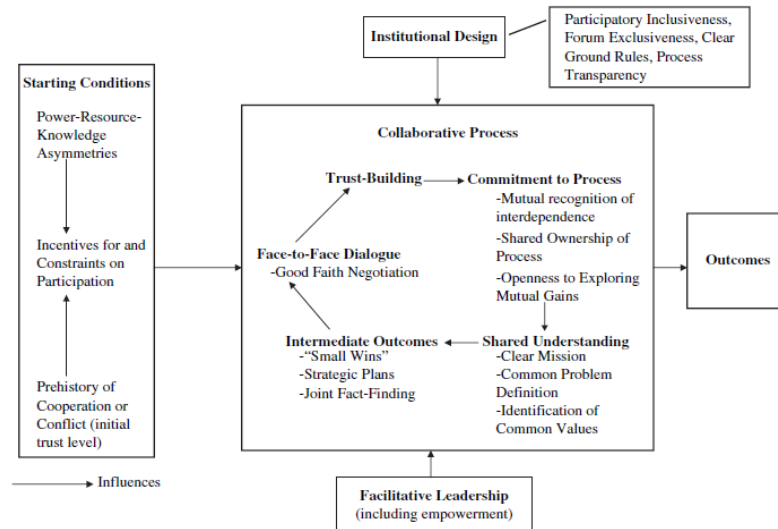 Institutional Design
Participatory Inclusiveness,
Forum Exclusiveness, Clear
Ground Rules, Process
Transparency
Starting Conditions
Power-Resource-
Knowledge
Asymmetries
Incentives for and
Constraints on
Participation
Prehistory of
Cooperation or
Conflict (initial
trust level)
Influences
Collaborative Process
Trust-Building
Commitment to Process
-Mutual recognition of
interdependence
-Shared Ownership of
Process
-Openness to Exploring
Mutual Gains
Face-to-Face Dialogue
-Good Faith Negotiation
Intermediate Outcomes
-“Small Wins”
-Strategic Plans
-Joint Fact-Finding
Shared Understanding
-Clear Mission
-Common Problem
Definition
-Identification of
Common Values
Outcomes
Facilitative Leadership
(including empowerment)